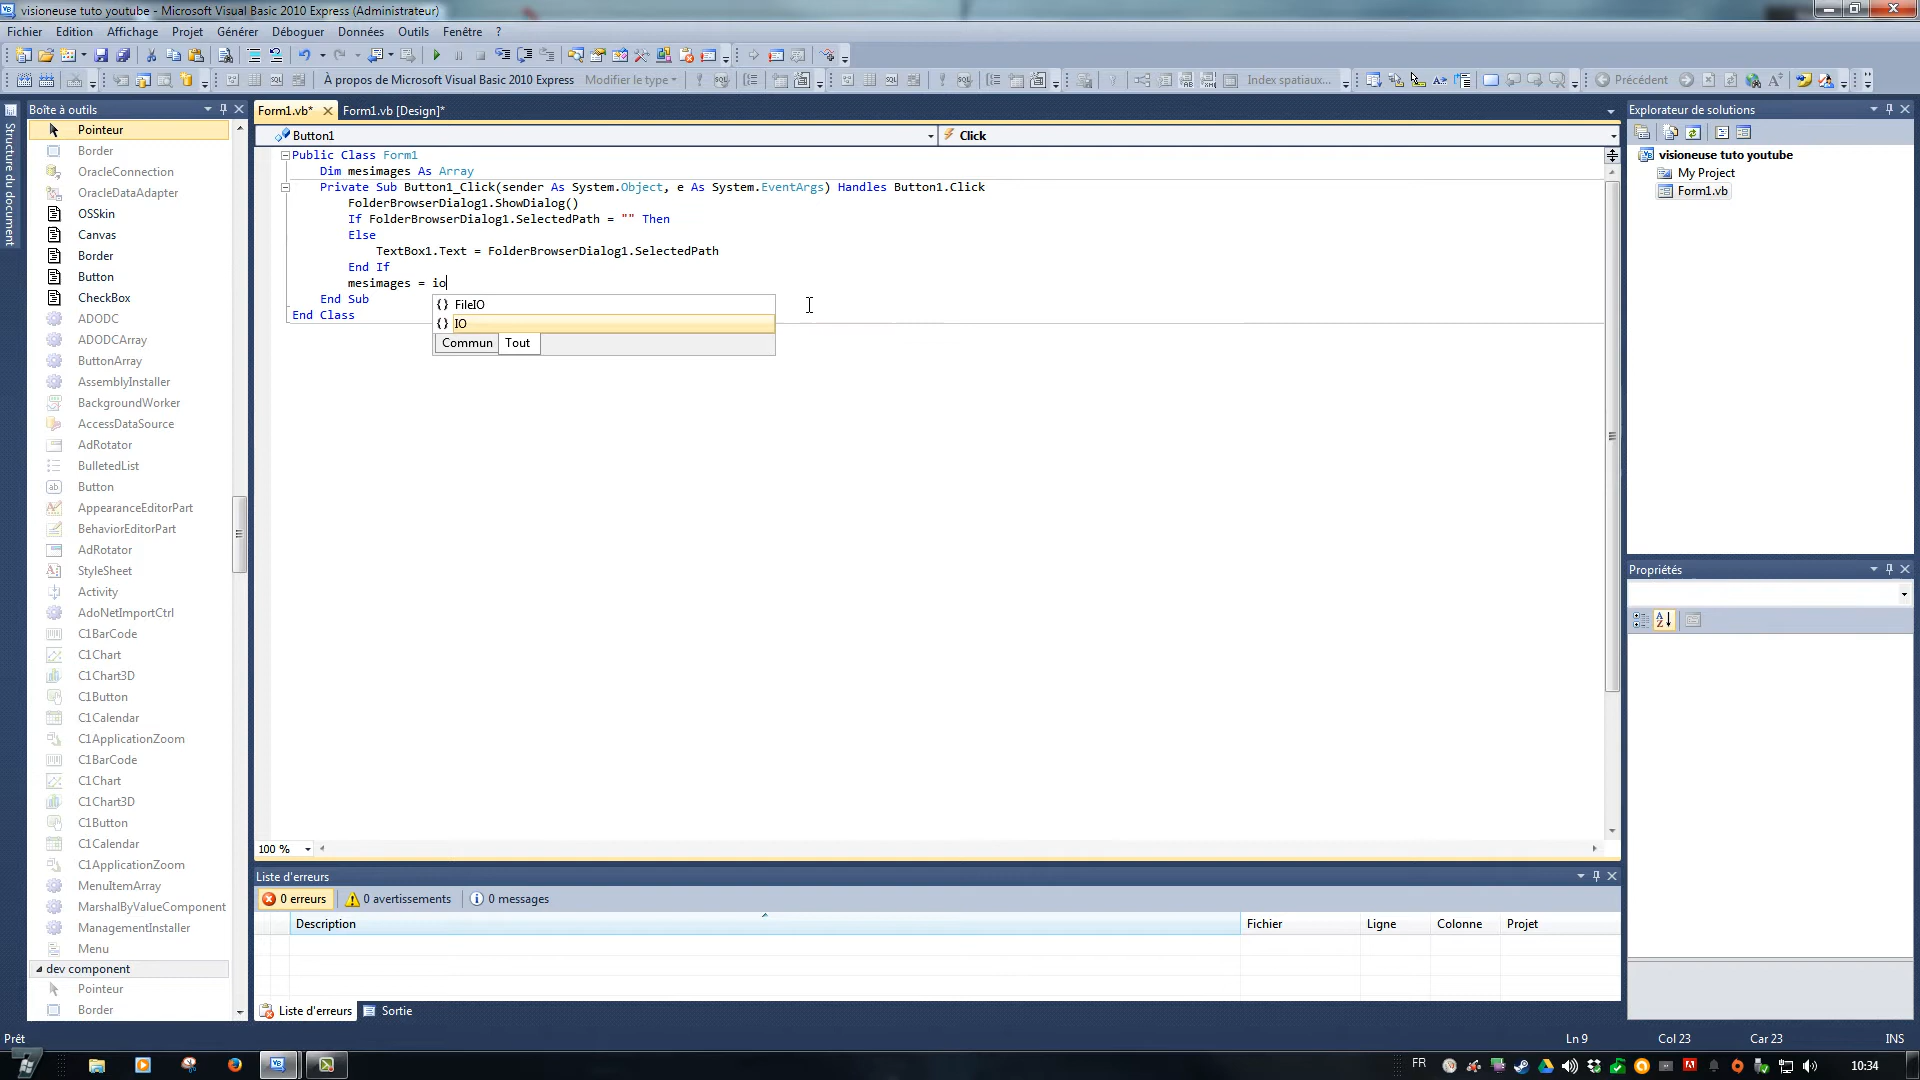 visioneuse tuto youtube - Microsoft Visual Basic 2010 Express (Administrateur)
Fichier Edition Affichage Projet Générer Déboguer Données Outils Fenêtre ?
À propos de Microsoft Visual Basic 2010 Express Modifier le type Index spatiaux... Précédent
Structure du document
Boîte à outils
Pointeur
Border
OracleConnection
OracleDataAdapter
OSSkin
Canvas
Border
Button
CheckBox
ADODC
ADODCArray
ButtonArray
AssemblyInstaller
BackgroundWorker
AccessDataSource
AdRotator
BulletedList
Button
AppearanceEditorPart
BehaviorEditorPart
AdRotator
StyleSheet
Activity
AdoNetImportCtrl
C1BarCode
C1Chart
C1Chart3D
C1Button
C1Calendar
C1ApplicationZoom
C1BarCode
C1Chart
C1Chart3D
C1Button
C1Calendar
C1ApplicationZoom
MenuItemArray
MarshalByValueComponent
ManagementInstaller
Menu
dev component
Pointeur
Border
Form1.vb* Form1.vb [Design]*
Button1 Click
Public Class Form1
Dim mesimages As Array
Private Sub Button1_Click(sender As System.Object, e As System.EventArgs) Handles Button1.Click
FolderBrowserDialog1.ShowDialog()
If FolderBrowserDialog1.SelectedPath = "" Then
Else
TextBox1.Text = FolderBrowserDialog1.SelectedPath
End If
mesimages = io
End Sub
End Class
{} FileIO
{} IO
Commun Tout
100 %
Liste d'erreurs
0 erreurs 0 avertissements 0 messages
Description Fichier Ligne Colonne Projet
Liste d'erreurs Sortie
Explorateur de solutions
visioneuse tuto youtube
My Project
Form1.vb
Propriétés
Prêt Ln 9 Col 23 Car 23 INS
FR 10:34